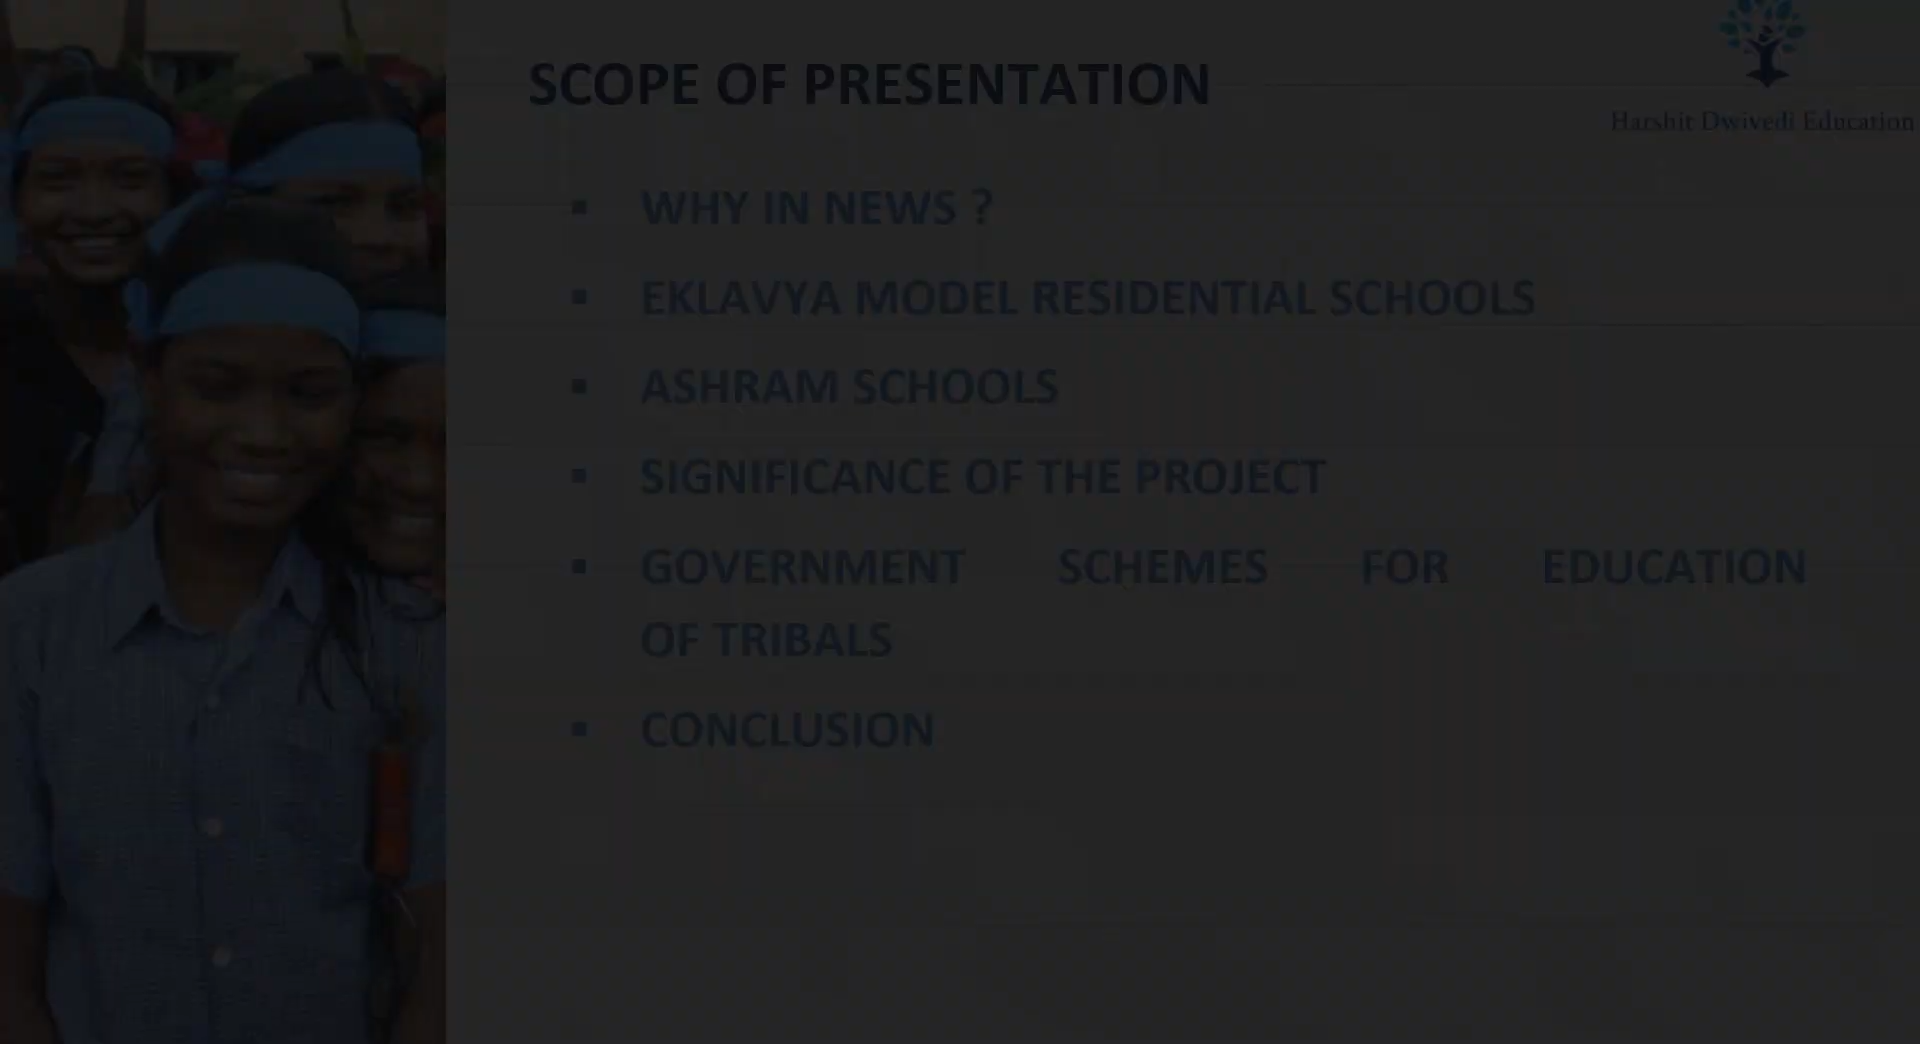 SCOPE OF PRESENTATION
Harshit Dwivedi Education
▪ WHY IN NEWS ?
▪ EKLAVYA MODEL RESIDENTIAL SCHOOLS
▪ ASHRAM SCHOOLS
▪ SIGNIFICANCE OF THE PROJECT
▪ GOVERNMENT SCHEMES FOR EDUCATION
OF TRIBALS
▪ CONCLUSION